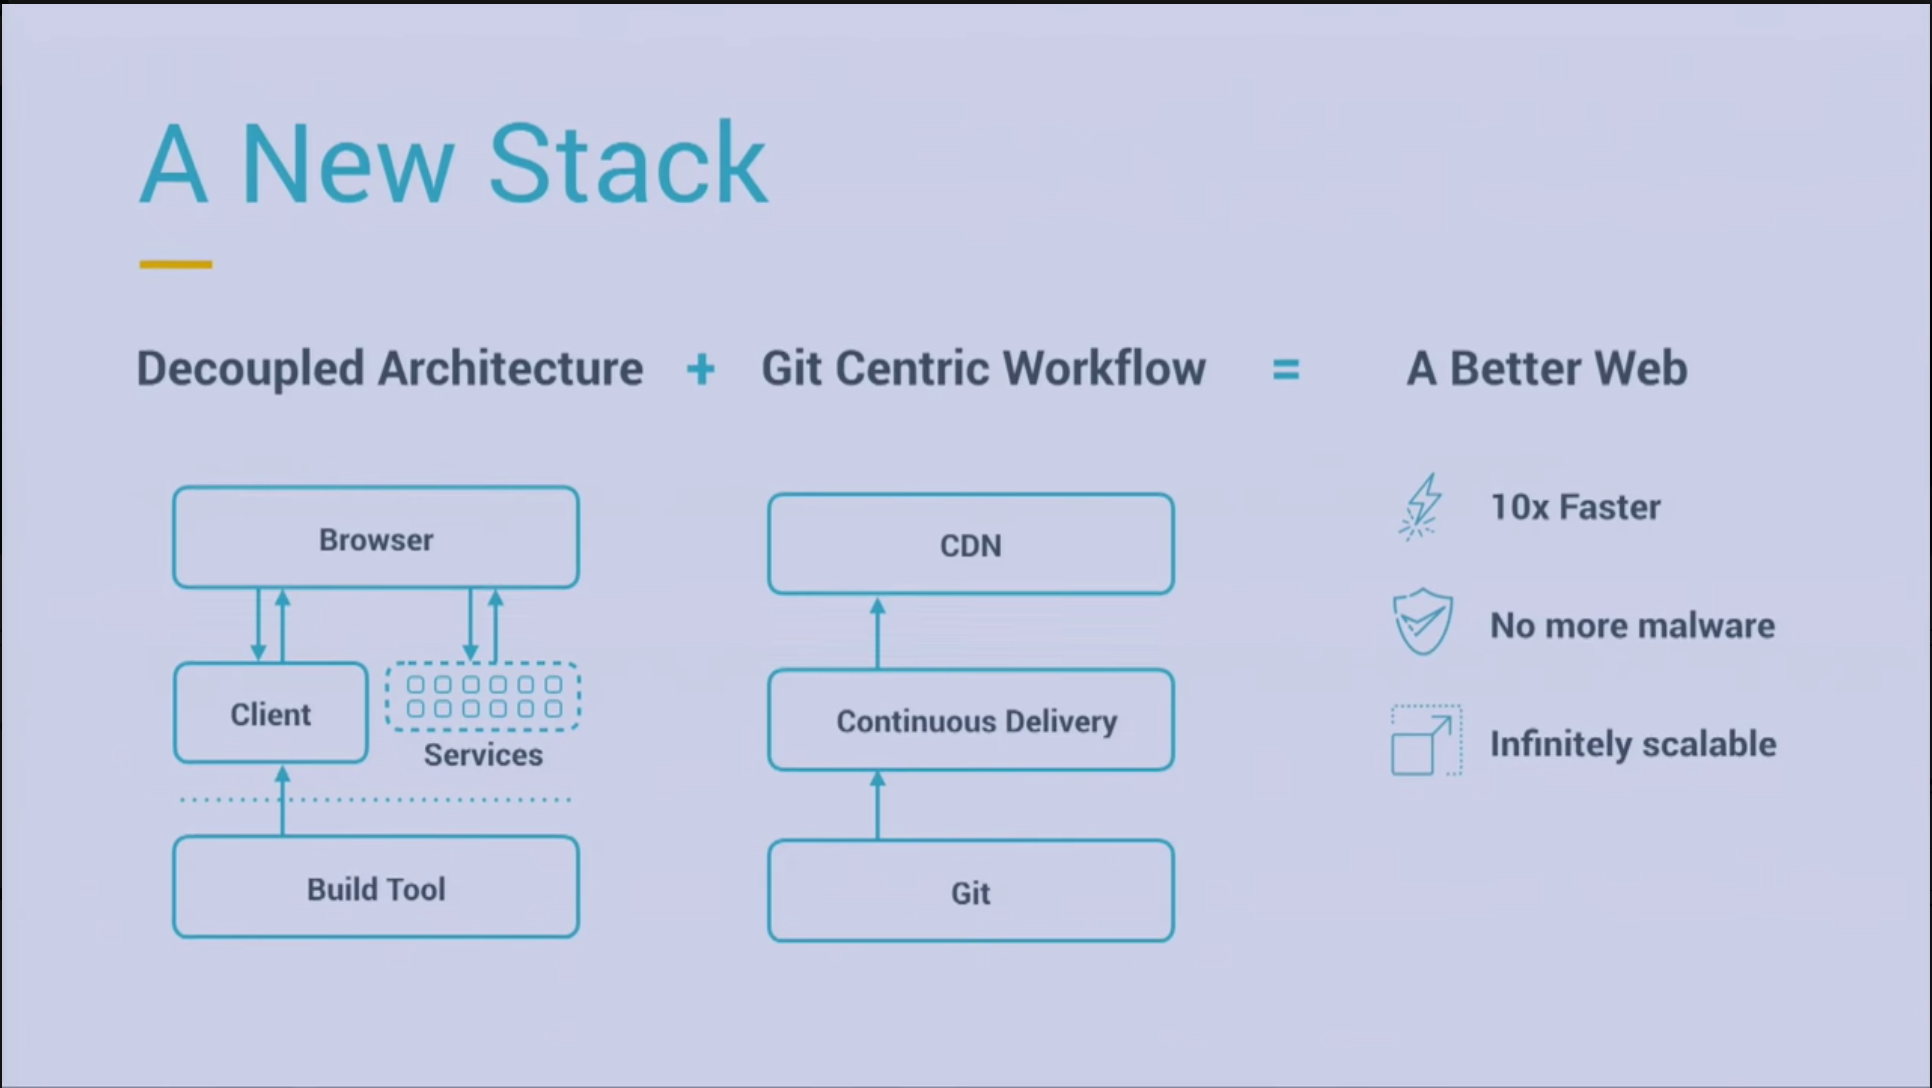 A New Stack
Decoupled Architecture + Git Centric Workflow = A Better Web
Browser
Client
Services
Build Tool
CDN
Continuous Delivery
Git
10x Faster
No more malware
Infinitely scalable